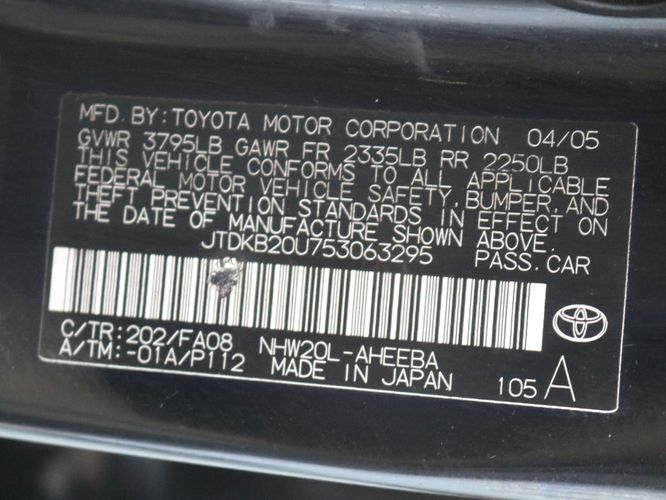 MFD. BY: TOYOTA MOTOR CORPORATION 04/05
GVWR 3795LB GAWR FR 2335LB RR 2250LB
THIS VEHICLE CONFORMS TO ALL APPLICABLE
FEDERAL MOTOR VEHICLE SAFETY, BUMPER, AND
THEFT PREVENTION STANDARDS IN EFFECT ON
THE DATE OF MANUFACTURE SHOWN ABOVE.
JTDKB20U753063295 PASS. CAR
C/TR: 202/FA08 NHW20L-AHEEBA
A/TM: -01A/P112 MADE IN JAPAN 105 A